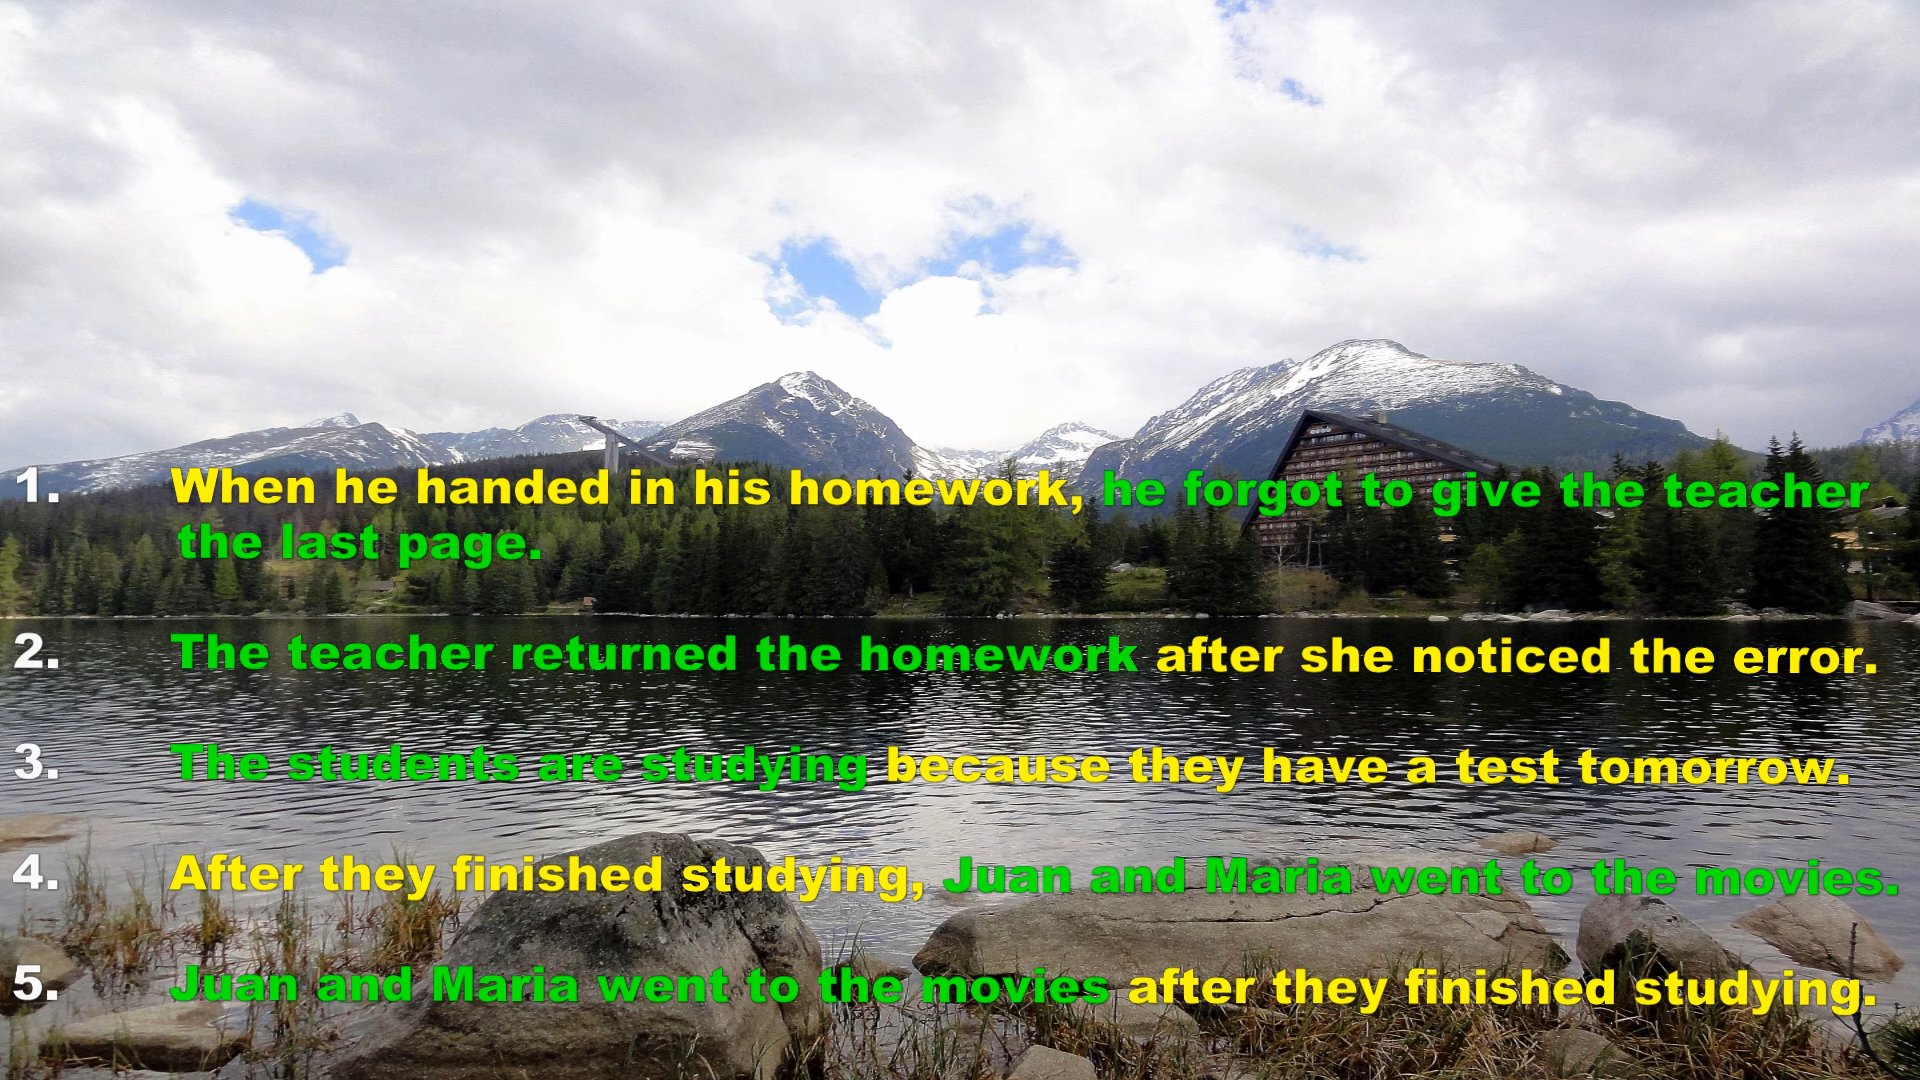 1. When he handed in his homework, he forgot to give the teacher
the last page.
2. The teacher returned the homework after she noticed the error.
3. The students are studying because they have a test tomorrow.
4. After they finished studying, Juan and Maria went to the movies.
5. Juan and Maria went to the movies after they finished studying.